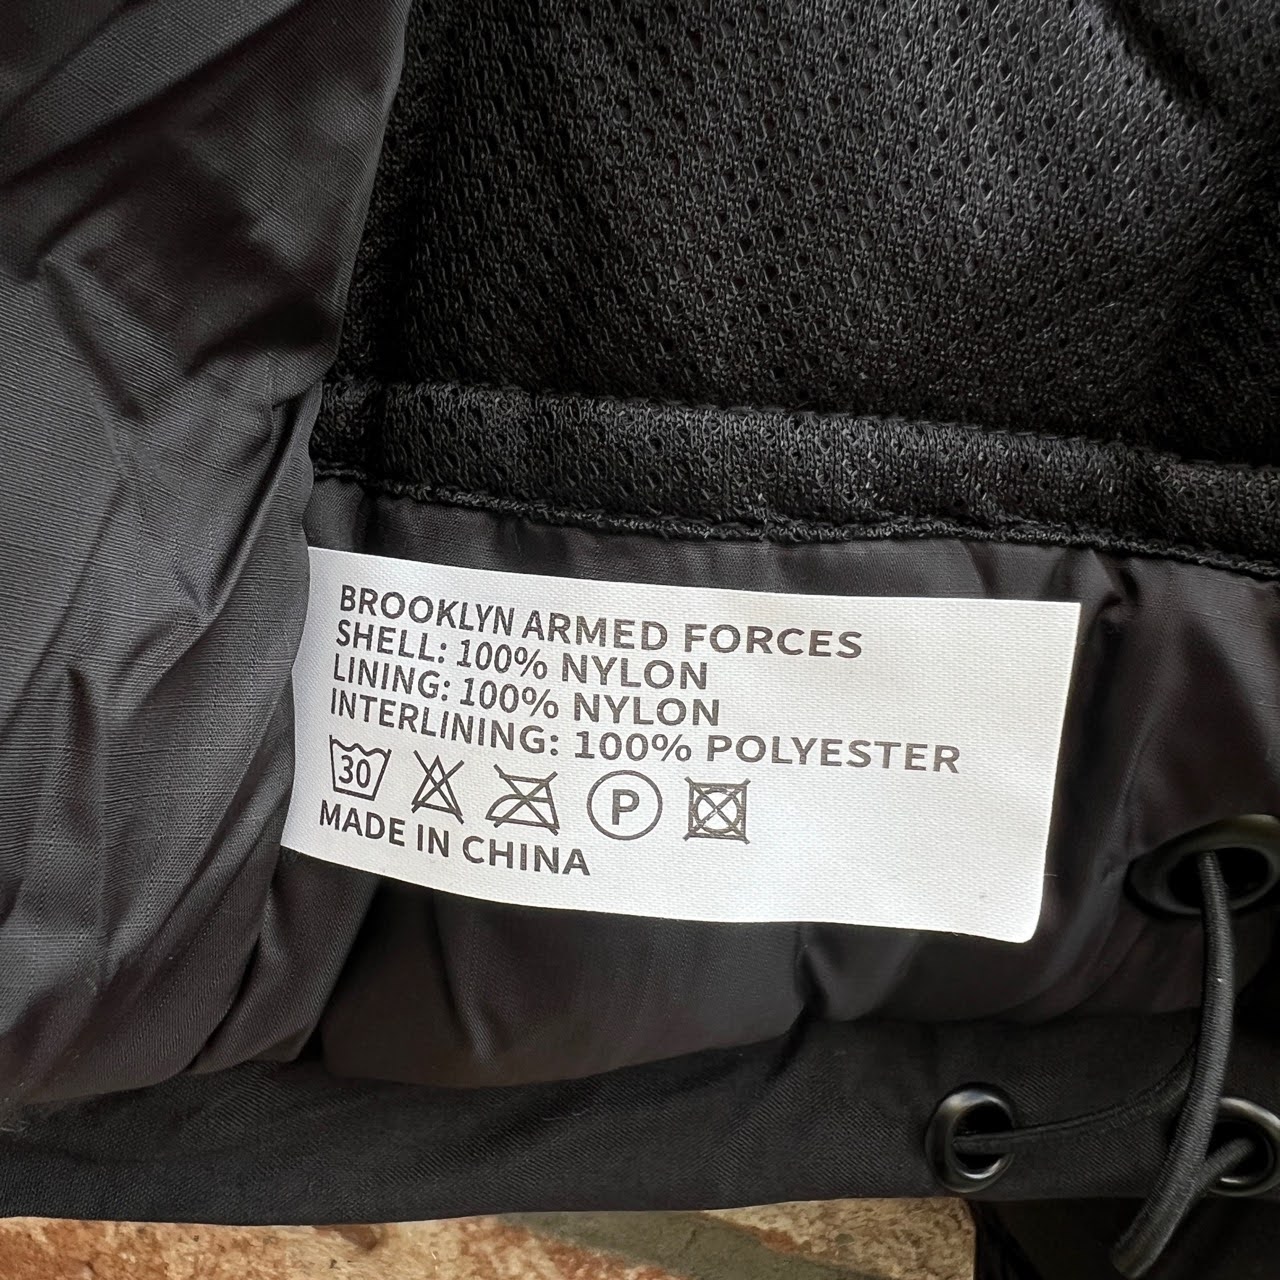 BROOKLYN ARMED FORCES
SHELL: 100% NYLON
LINING: 100% NYLON
INTERLINING: 100% POLYESTER
30 P
MADE IN CHINA